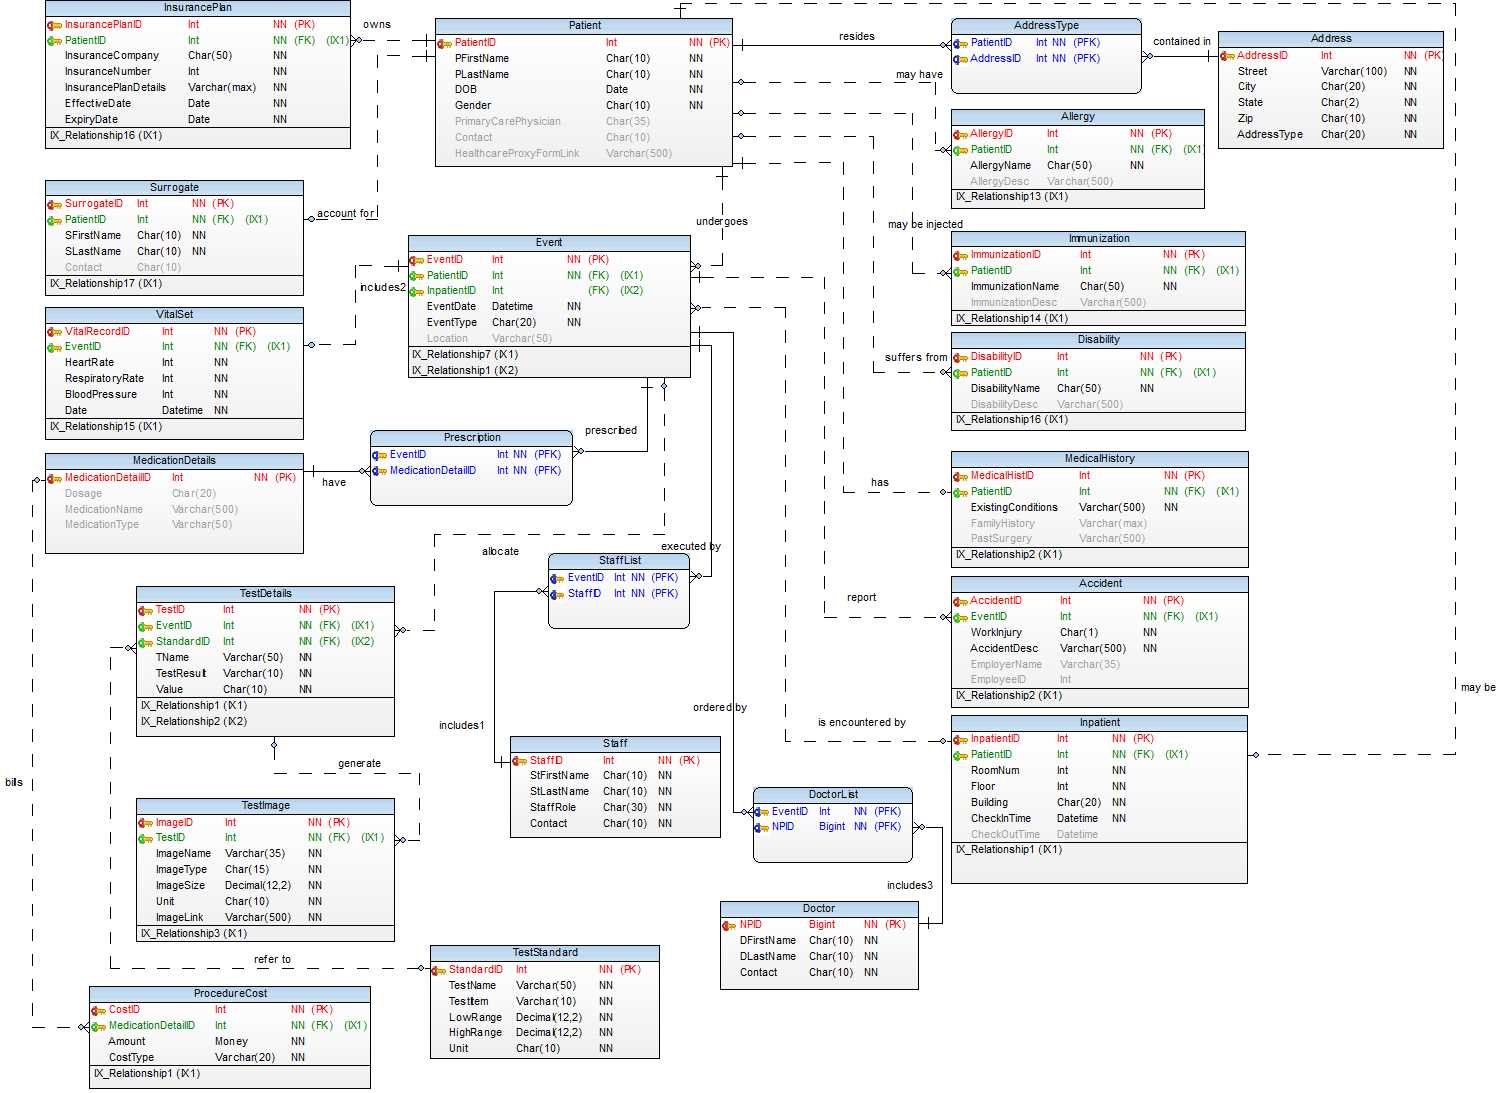 InsurancePlan
InsurancePlanID Int NN (PK)
PatientID Int NN (FK) (IX1)
InsuranceCompany Char(50) NN
InsuranceNumber Int NN
InsurancePlanDetails Varchar(max) NN
EffectiveDate Date NN
ExpiryDate Date NN
IX_Relationship16 (IX1)
owns
Patient
PatientID Int NN (PK)
PFirstName Char(10) NN
PLastName Char(10) NN
DOB Date NN
Gender Char(10) NN
PrimaryCarePhysician Char(35)
Contact Char(10)
HealthcareProxyFormLink Varchar(500)
resides
AddressType
PatientID Int NN (PFK)
AddressID Int NN (PFK)
contained in
Address
AddressID Int NN (PK)
Street Varchar(100) NN
City Char(20) NN
State Char(2) NN
Zip Char(10) NN
AddressType Char(20) NN
may have
Allergy
AllergyID Int NN (PK)
PatientID Int NN (FK) (IX1
AllergyName Char(50) NN
AllergyDesc Varchar(500)
IX_Relationship13 (IX1)
Surrogate
SurrogateID Int NN (PK)
PatientID Int NN (FK) (IX1)
SFirstName Char(10) NN
SLastName Char(10) NN
Contact Char(10)
IX_Relationship17 (IX1)
account for
undergoes
may be injected
Event
EventID Int NN (PK)
PatientID Int NN (FK) (IX1)
InpatientID Int (FK) (IX2)
EventDate Datetime NN
EventType Char(20) NN
Location Varchar(50)
IX_Relationship7 (IX1)
IX_Relationship1 (IX2)
includes2
Immunization
ImmunizationID Int NN (PK)
PatientID Int NN (FK) (IX1)
ImmunizationName Char(50) NN
ImmunizationDesc Varchar(500)
IX_Relationship14 (IX1)
VitalSet
VitalRecordID Int NN (PK)
EventID Int NN (FK) (IX1)
HeartRate Int NN
RespiratoryRate Int NN
BloodPressure Int NN
Date Datetime NN
IX_Relationship15 (IX1)
suffers from
Disability
DisabilityID Int NN (PK)
PatientID Int NN (FK) (IX1)
DisabilityName Char(50) NN
DisabilityDesc Varchar(500)
IX_Relationship16 (IX1)
Prescription
EventID Int NN (PFK)
MedicationDetailID Int NN (PFK)
prescribed
MedicationDetails
MedicationDetailID Int NN (PK)
Dosage Char(20)
MedicationName Varchar(500)
MedicationType Varchar(50)
have
has
MedicalHistory
MedicalHistID Int NN (PK)
PatientID Int NN (FK) (IX1)
ExistingConditions Varchar(500) NN
FamilyHistory Varchar(max)
PastSurgery Varchar(500)
IX_Relationship2 (IX1)
allocate
executed by
StaffList
EventID Int NN (PFK)
StaffID Int NN (PFK)
report
Accident
AccidentID Int NN (PK)
EventID Int NN (FK) (IX1)
WorkInjury Char(1) NN
AccidentDesc Varchar(500) NN
EmployerName Varchar(35)
EmployeeID Int
IX_Relationship2 (IX1)
TestDetails
TestID Int NN (PK)
EventID Int NN (FK) (IX1)
StandardID Int NN (FK) (IX2)
TName Varchar(50) NN
TestResult Varchar(10) NN
Value Char(10) NN
IX_Relationship1 (IX1)
IX_Relationship2 (IX2)
may be
ordered by
includes1
is encountered by
Inpatient
InpatientID Int NN (PK)
PatientID Int NN (FK) (IX1)
RoomNum Int NN
Floor Int NN
Building Char(20) NN
CheckInTime Datetime NN
CheckOutTime Datetime
IX_Relationship1 (IX1)
Staff
StaffID Int NN (PK)
StFirstName Char(10) NN
StLastName Char(10) NN
StaffRole Char(30) NN
Contact Char(10) NN
generate
bills
DoctorList
EventID Int NN (PFK)
NPID Bigint NN (PFK)
TestImage
ImageID Int NN (PK)
TestID Int NN (FK) (IX1)
ImageName Varchar(35) NN
ImageType Char(15) NN
ImageSize Decimal(12,2) NN
Unit Char(10) NN
ImageLink Varchar(500) NN
IX_Relationship3 (IX1)
includes3
Doctor
NPID Bigint NN (PK)
DFirstName Char(10) NN
DLastName Char(10) NN
Contact Char(10) NN
refer to
TestStandard
StandardID Int NN (PK)
TestName Varchar(50) NN
TestItem Varchar(10) NN
LowRange Decimal(12,2) NN
HighRange Decimal(12,2) NN
Unit Char(10) NN
ProcedureCost
CostID Int NN (PK)
MedicationDetailID Int NN (FK) (IX1)
Amount Money NN
CostType Varchar(20) NN
IX_Relationship1 (IX1)